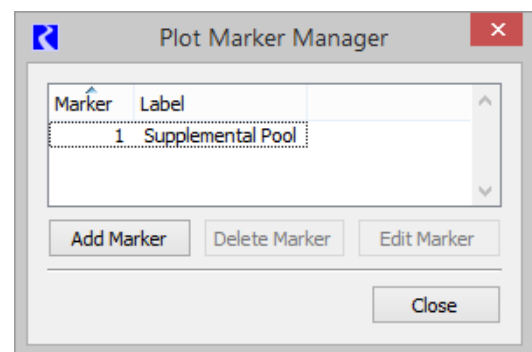 Plot Marker Manager
Marker Label
1 Supplemental Pool
Add Marker Delete Marker Edit Marker
Close